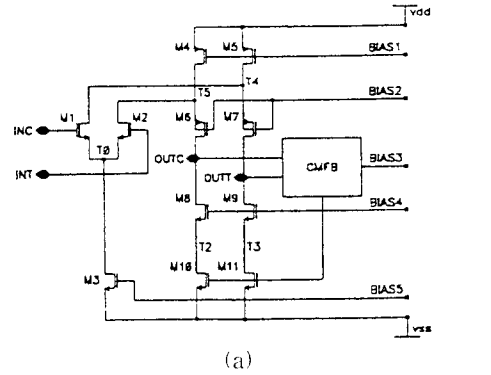 vdd
M4 M5
BIAS1
T5 T4
BIAS2
M1 M2 M6 M7
INC
T0
OUTC
CMFB
BIAS3
INT
OUTT
M8 M9
BIAS4
T2 T3
M3 M10 M11
BIAS5
vss
(a)